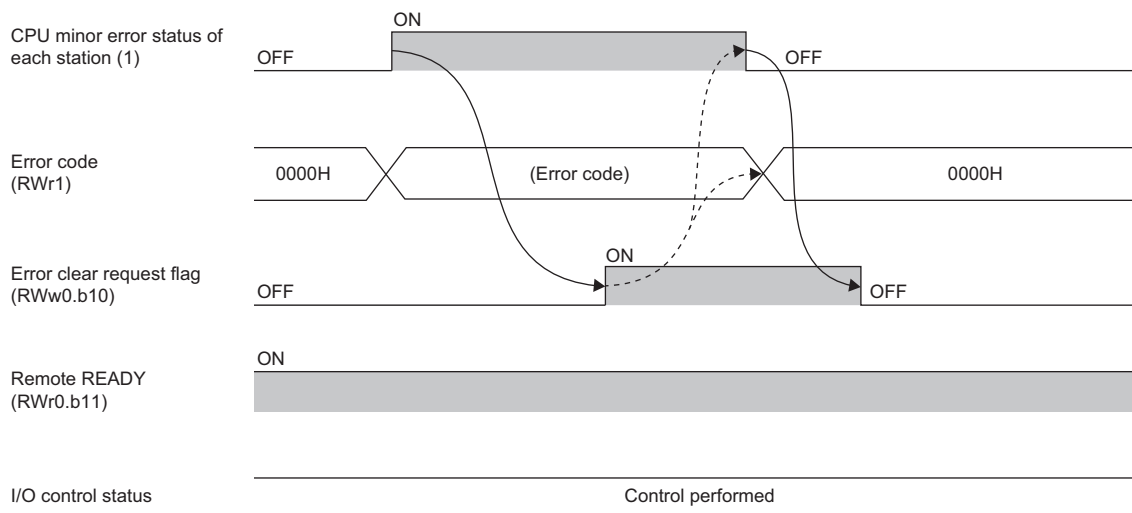 ON
CPU minor error status of
each station (1)
OFF
OFF
Error code
(RWr1)
0000H
(Error code)
0000H
ON
Error clear request flag
(RWw0.b10)
OFF
OFF
ON
Remote READY
(RWr0.b11)
I/O control status
Control performed